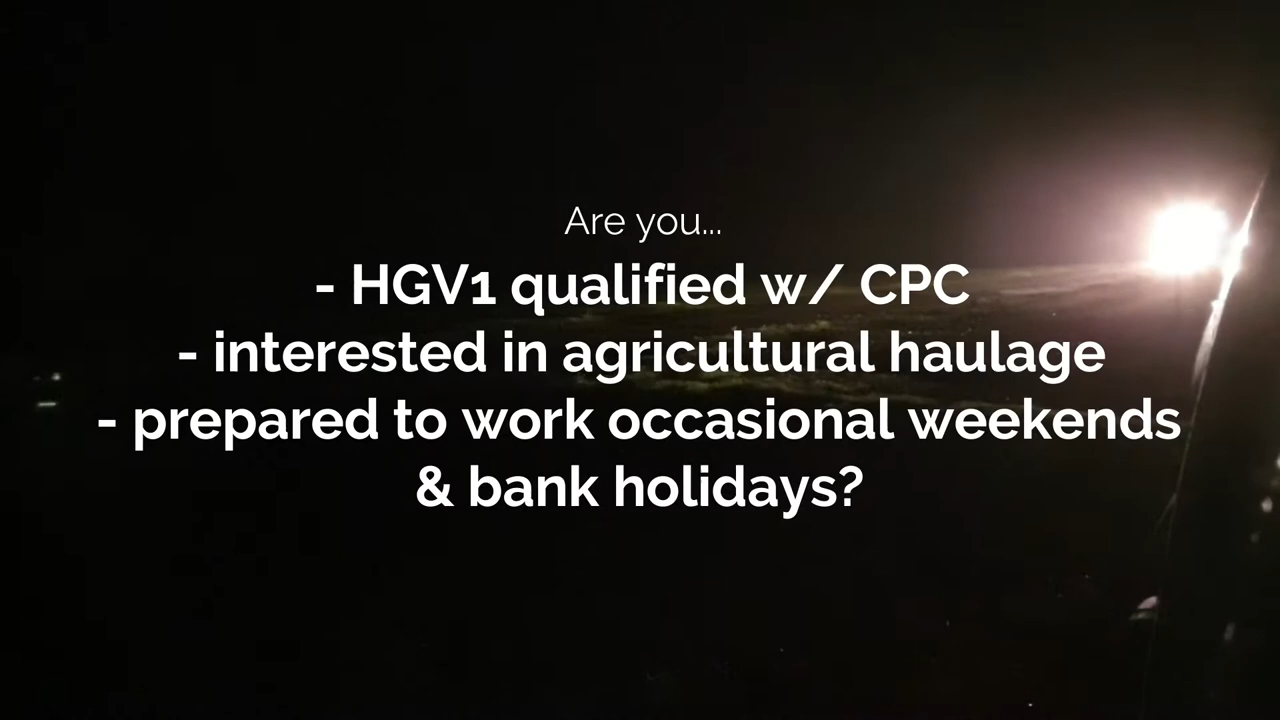 Are you...
- HGV1 qualified w/ CPC
- interested in agricultural haulage
- prepared to work occasional weekends
& bank holidays?